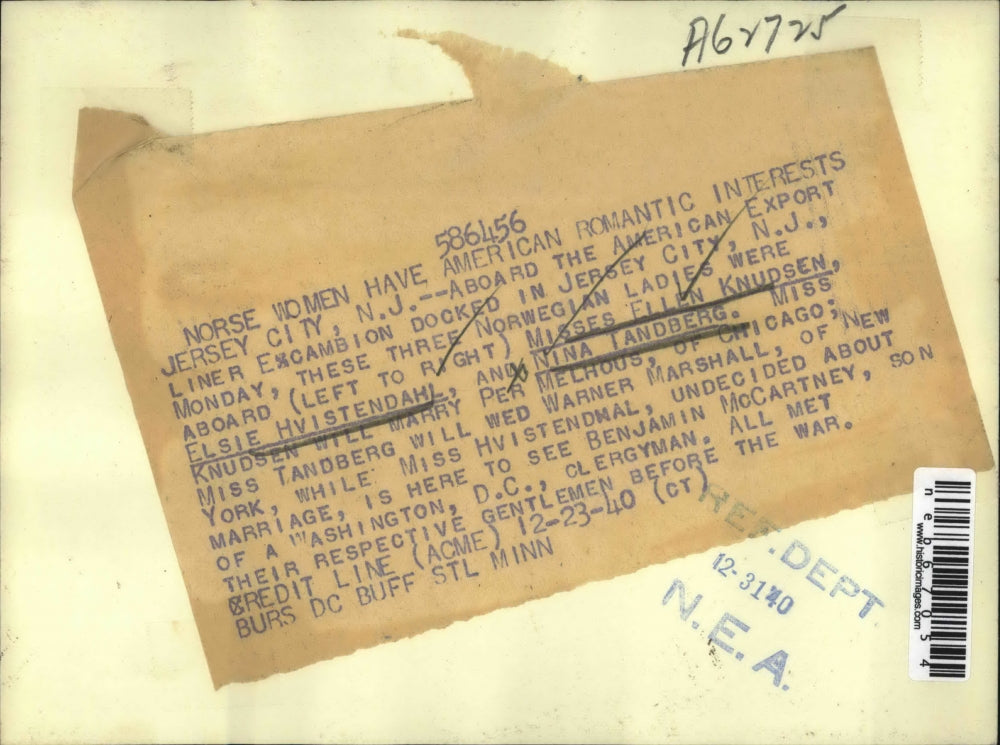 A62725
586456
NORSE WOMEN HAVE AMERICAN ROMANTIC INTERESTS
JERSEY CITY, N.J.--ABOARD THE AMERICAN EXPORT
LINER EXCAMBION DOCKED IN JERSEY CITY, N.J.,
MONDAY, THESE THREE NORWEGIAN LADIES WERE
ABOARD (LEFT TO RIGHT) MISSES ELLEN KNUDSEN,
ELSIE HVISTENDAHL, AND NINA TANDBERG. MISS
KNUDSEN WILL MARRY PER MELHOUS, OF CHICAGO;
MISS TANDBERG WILL WED WARNER MARSHALL, OF NEW
YORK, WHILE MISS HVISTENDMAL, UNDECIDED ABOUT
MARRIAGE, IS HERE TO SEE BENJAMIN McCARTNEY, SON
OF A WASHINGTON, D.C., CLERGYMAN. ALL MET
THEIR RESPECTIVE GENTLEMEN BEFORE THE WAR.
CREDIT LINE (ACME) 12-23-40 (CT)
BURS DC BUFF STL MINN
REF. DEPT
12-31-40
N.E.A.
neb67054
www.historicimages.com